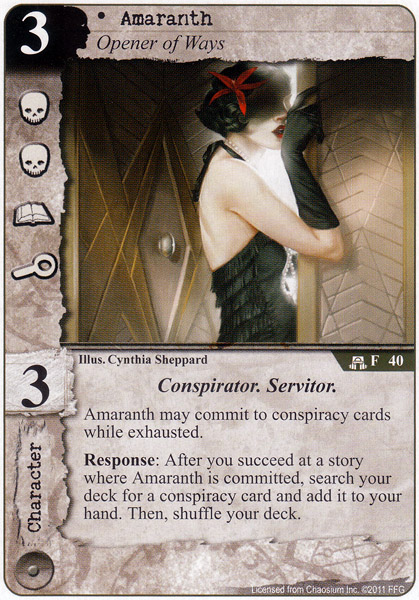 3
• Amaranth
Opener of Ways
Illus. Cynthia Sheppard
F 40
3
Conspirator. Servitor.
Amaranth may commit to conspiracy cards
while exhausted.
Response: After you succeed at a story
where Amaranth is committed, search your
deck for a conspiracy card and add it to your
hand. Then, shuffle your deck.
Character
Licensed from Chaosium Inc. ©2011 FFG